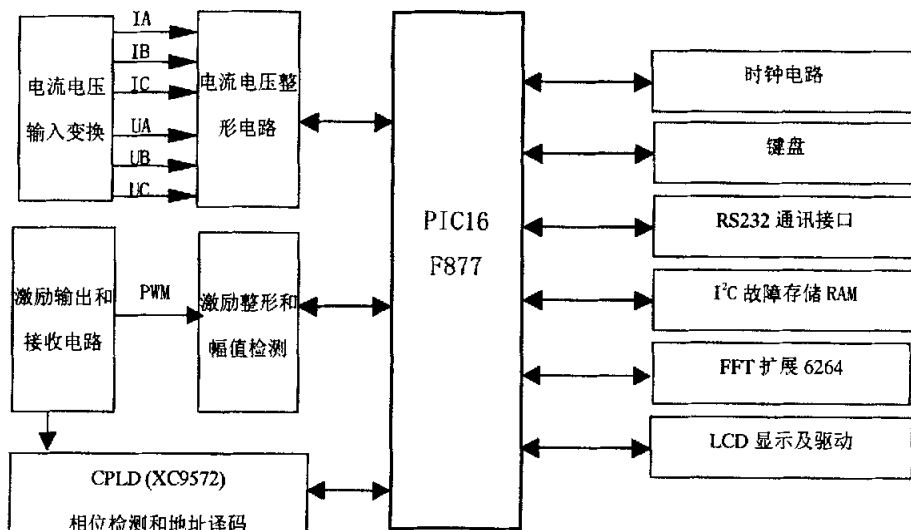 电流电压
输入变换
IA
IB
IC
UA
UB
UC
电流电压整
形电路
激励输出和
接收电路
PWM
激励整形和
幅值检测
CPLD (XC9572)
相位检测和地址译码
PIC16
F877
时钟电路
键盘
RS232 通讯接口
I²C 故障存储 RAM
FFT 扩展 6264
LCD 显示及驱动